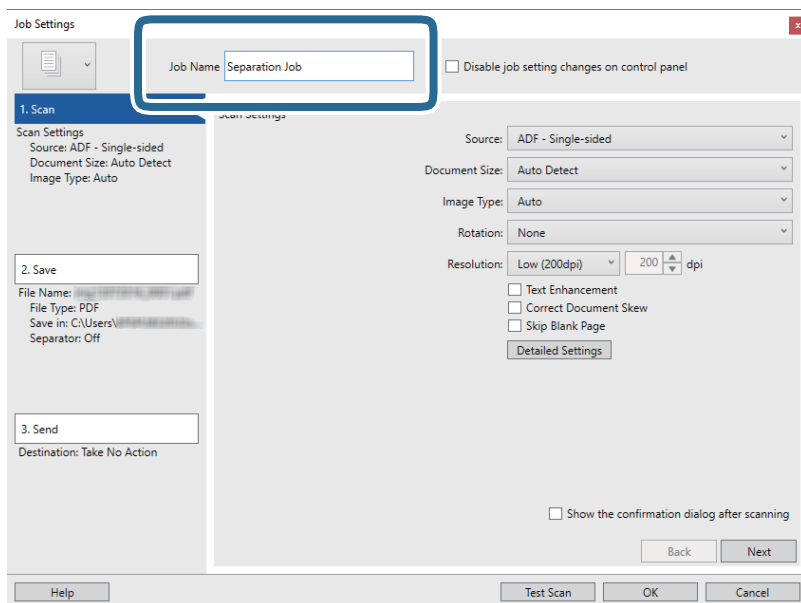 Job Settings
x
Job Name Separation Job
Disable job setting changes on control panel
1. Scan
Scan Settings
Source: ADF - Single-sided
Document Size: Auto Detect
Image Type: Auto
2. Save
File Name:
File Type: PDF
Save in: C:\Users\
Separator: Off
3. Send
Destination: Take No Action
Scan Settings
Source: ADF - Single-sided
Document Size: Auto Detect
Image Type: Auto
Rotation: None
Resolution: Low (200dpi) 200 dpi
Text Enhancement
Correct Document Skew
Skip Blank Page
Detailed Settings
Show the confirmation dialog after scanning
Back Next
Help Test Scan OK Cancel